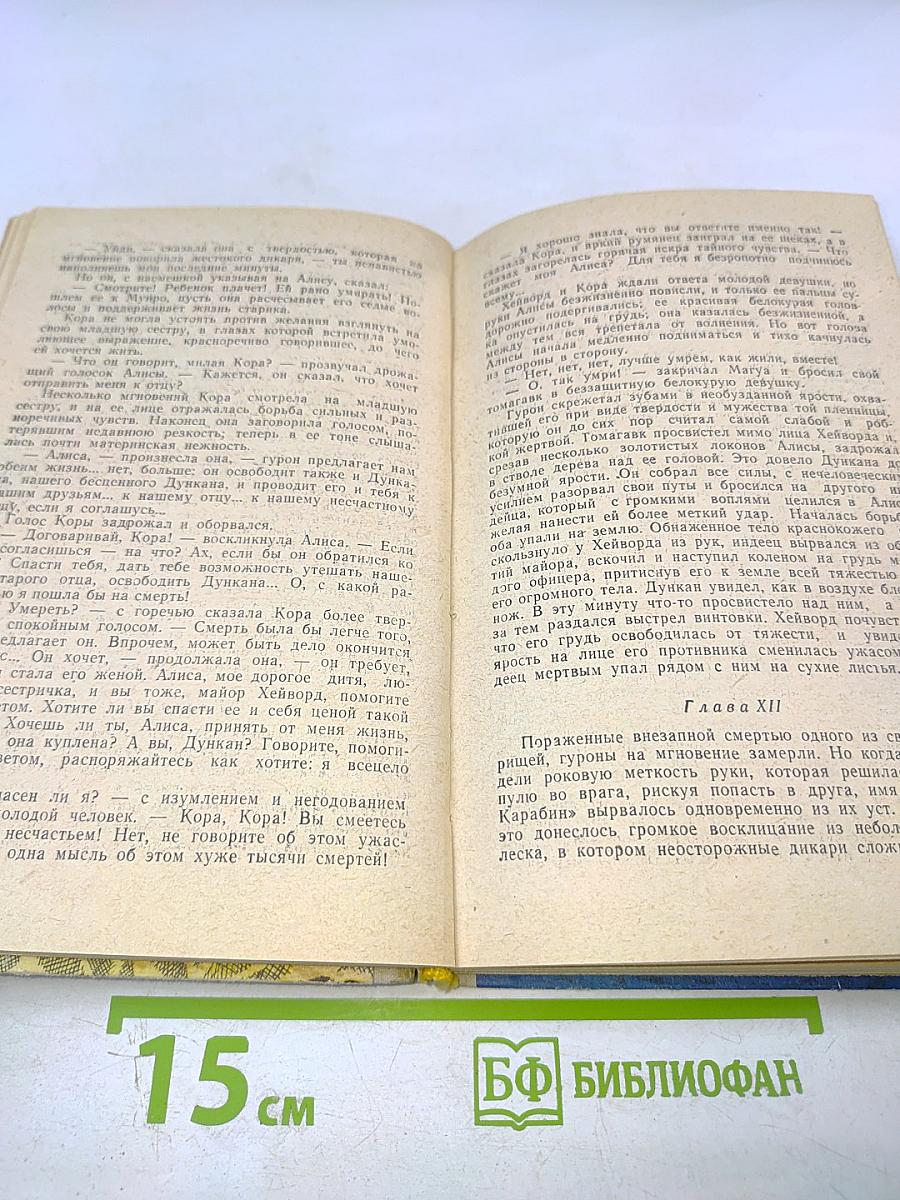 — Уйди, — сказала она с твердостью, которая на
мгновение покорила жестокого дикаря, — ты ненавистью
наполняешь мои последние минуты.
Но он, с насмешкой указывая на Алису, сказал:
— Смотрите! Ребенок плачет! Ей рано умирать! По-
шлем ее к Мунро, пусть она расчесывает его седые во-
лосы и поддерживает жизнь старика.
Кора не могла устоять против желания взглянуть на
свою младшую сестру, в глазах которой встретила умо-
ляющее выражение, красноречиво говорившее, до чего
ей хочется жить.
— Что он говорит, милая Кора? — прозвучал дрожа-
щий голосок Алисы. — Кажется, он сказал, что хочет
отправить меня к отцу?
Несколько мгновений Кора смотрела на младшую
сестру, и на ее лице отражалась борьба сильных и раз-
норечивых чувств. Наконец она заговорила голосом, по-
терявшим недавнюю резкость; теперь в ее тоне слыша-
лась почти материнская нежность.
— Алиса, — произнесла она, — гурон предлагает нам
обеим жизнь... нет, больше: он освободит также и Дунка-
на, нашего бесценного Дункана, и проводит его и тебя к
нашим друзьям... к нашему отцу... к нашему несчастному
цу, если я соглашусь...
Голос Коры задрожал и оборвался.
— Договаривай, Кора! — воскликнула Алиса. — Если
согласишься — на что? Ах, если бы он обратился ко
Спасти тебя, дать тебе возможность утешать наше-
тарого отца, освободить Дункана... О, с какой ра-
ью я пошла бы на смерть!
Умереть? — с горечью сказала Кора более твер-
спокойным голосом. — Смерть была бы легче того,
едлагает он. Впрочем, может быть дело окончится
с... Он хочет, — продолжала она, — он требует,
я стала его женой. Алиса, мое дорогое дитя, лю-
сестричка, и вы тоже, майор Хейворд, помогите
етом. Хотите ли вы спасти ее и себя ценой такой
Хочешь ли ты, Алиса, принять от меня жизнь,
она куплена? А вы, Дункан? Говорите, помоги-
ветом, распоряжайтесь как хотите: я всецело
пасен ли я? — с изумлением и негодованием
молодой человек. — Кора, Кора! Вы смеетесь
несчастьем! Нет, не говорите об этом ужас-
одна мысль об этом хуже тысячи смертей!
— Я хорошо знала, что вы ответите именно так! —
сказала Кора, и яркий румянец заиграл на ее щеках, а в
глазах загорелась горячая искра тайного чувства. — Что
скажет моя Алиса? Для тебя я безропотно подчинюсь
всему...
Хейворд и Кора ждали ответа молодой девушки, но
руки Алисы безжизненно повисли, и только ее пальцы су-
дорожно подергивались; ее красивая белокурая голов-
ка опустилась на грудь; она казалась безжизненной, а
между тем вся трепетала от волнения. Но вот голова
Алисы начала медленно подниматься и тихо качнулась
из стороны в сторону.
— Нет, нет, нет, лучше умрем, как жили, вместе!
— О, так умри! — закричал Магуа и бросил свой
томагавк в беззащитную белокурую девушку.
Гурон скрежетал зубами в необузданной ярости, охва-
тившей его при виде твердости и мужества той пленницы,
которую он до сих пор считал самой слабой и роб-
кой жертвой. Томагавк просвистел мимо лица Хейворда и,
срезав несколько золотистых локонов Алисы, задрожал
в стволе дерева над ее головой. Это довело Дункана до
безумной ярости. Он собрал все силы, с нечеловеческим
усилием разорвал свои путы и бросился на другого ин
дейца, который с громкими воплями целился в Алис
желая нанести ей более меткий удар. Началась борьб
оба упали на землю. Обнаженное тело краснокожего
скользнуло у Хейворда из рук, индеец вырвался из об
тий майора, вскочил и наступил коленом на грудь м
дого офицера, притиснув его к земле всей тяжестью
его огромного тела. Дункан увидел, как в воздухе бле
нож. В эту минуту что-то просвистело над ним, а
за тем раздался выстрел винтовки. Хейворд почувст
что его грудь освободилась от тяжести, и увиде
ярость на лице его противника сменилась ужасом
деец мертвым упал рядом с ним на сухие листья.
Глава XII
Пораженные внезапной смертью одного из св
рищей, гуроны на мгновение замерли. Но когда
дели роковую меткость руки, которая решила
пулю во врага, рискуя попасть в друга, имя
Карабин» вырвалось одновременно из их уст.
это донеслось громкое восклицание из небол
леска, в котором неосторожные дикари слож
15 см
БФ БИБЛИОФАН